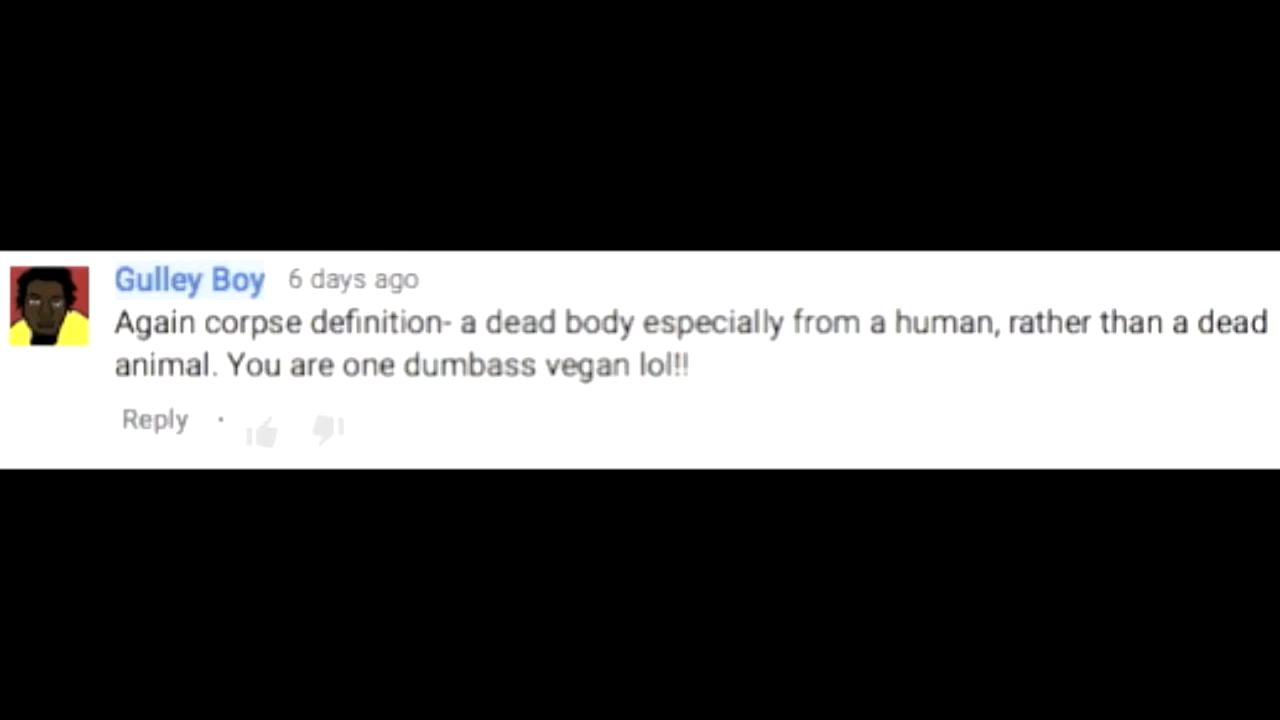 Gulley Boy 6 days ago
Again corpse definition- a dead body especially from a human, rather than a dead
animal. You are one dumbass vegan lol!!
Reply ·